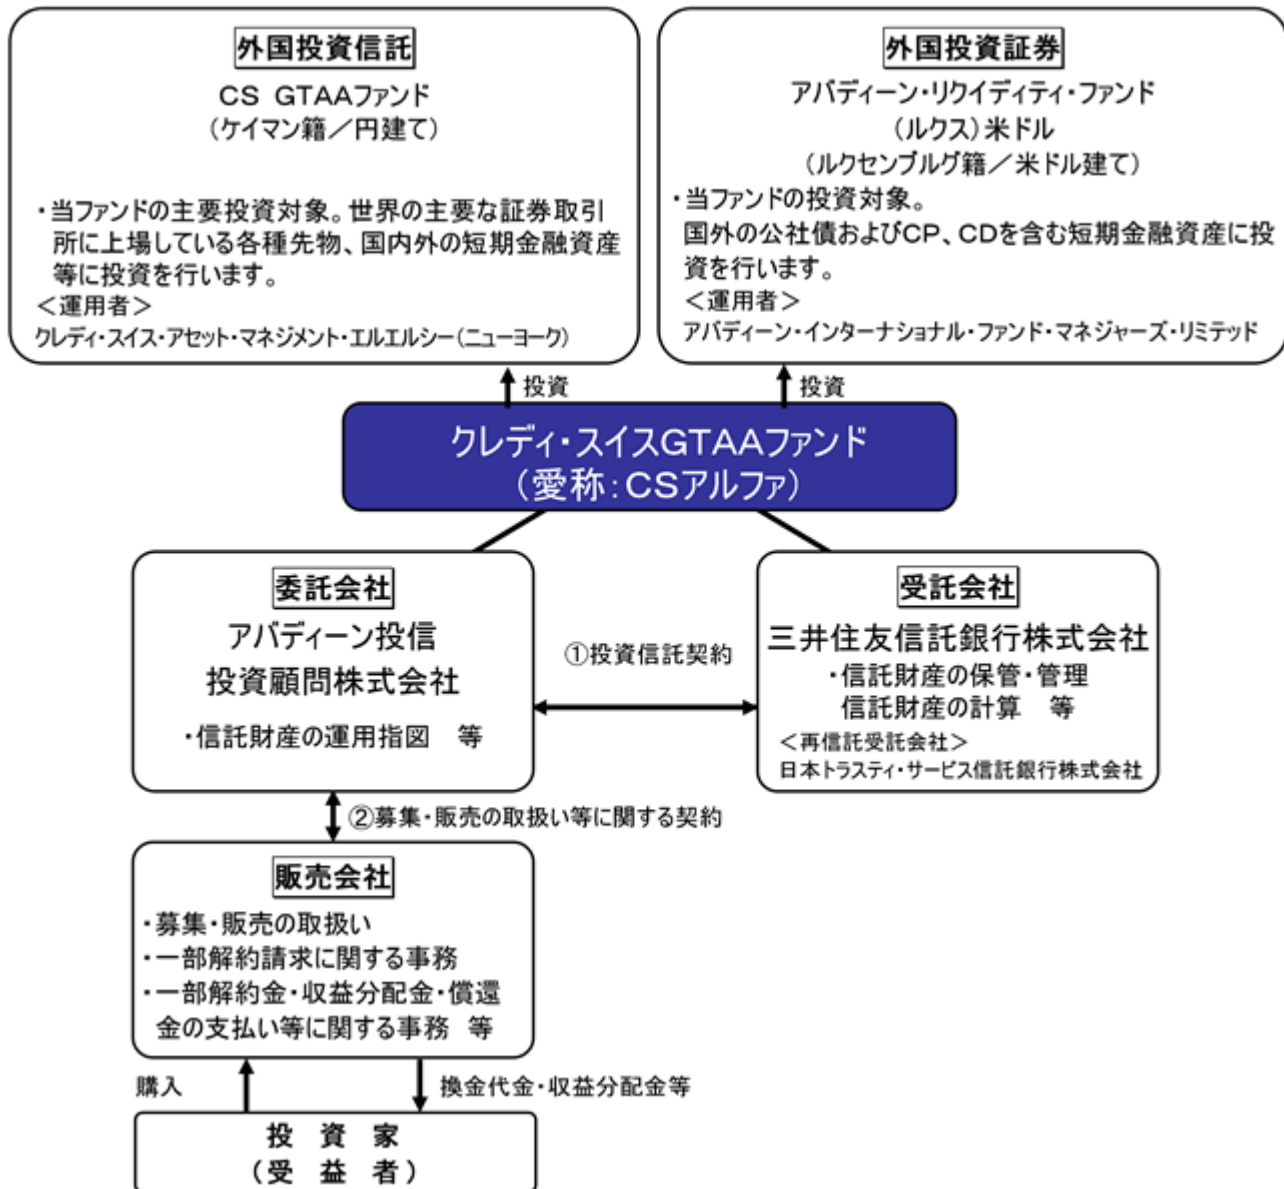 外国投資信託
CS GTAAファンド
(ケイマン籍/円建て)
・当ファンドの主要投資対象。世界の主要な証券取引
所に上場している各種先物、国内外の短期金融資産
等に投資を行います。
<運用者>
クレディ・スイス・アセット・マネジメント・エルエルシー(ニューヨーク)
外国投資証券
アバディーン・リクイディティ・ファンド
(ルクス)米ドル
(ルクセンブルグ籍/米ドル建て)
・当ファンドの投資対象。
国外の公社債およびCP、CDを含む短期金融資産に投
資を行います。
<運用者>
アバディーン・インターナショナル・ファンド・マネジャーズ・リミテッド
投資
投資
クレディ・スイスGTAAファンド
(愛称:CSアルファ)
委託会社
アバディーン投信
投資顧問株式会社
・信託財産の運用指図 等
①投資信託契約
受託会社
三井住友信託銀行株式会社
・信託財産の保管・管理
信託財産の計算 等
<再信託受託会社>
日本トラスティ・サービス信託銀行株式会社
②募集・販売の取扱い等に関する契約
販売会社
・募集・販売の取扱い
・一部解約請求に関する事務
・一部解約金・収益分配金・償還
金の支払い等に関する事務 等
購入
換金代金・収益分配金等
投 資 家
(受 益 者)